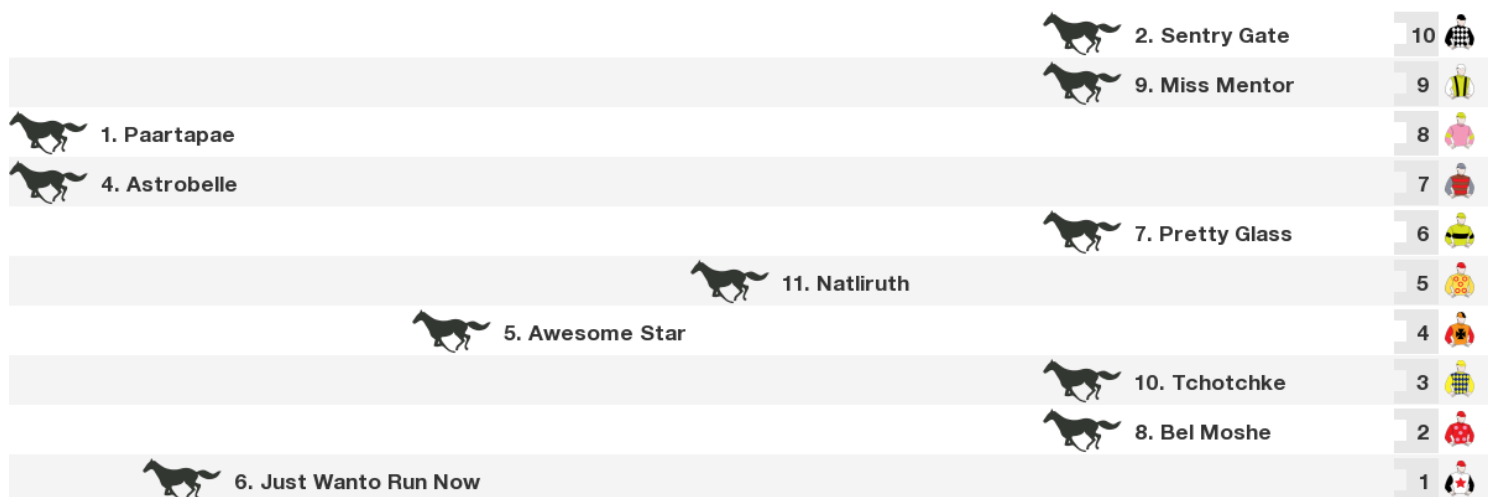 2. Sentry Gate 10
9. Miss Mentor 9
1. Paartapae 8
4. Astrobelle 7
7. Pretty Glass 6
11. Natliruth 5
5. Awesome Star 4
10. Tchotchke 3
8. Bel Moshe 2
6. Just Wanto Run Now 1